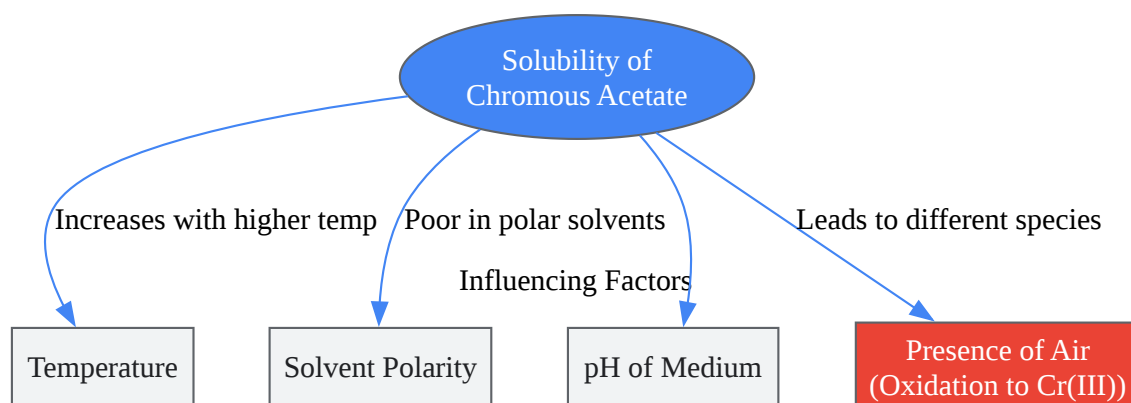 Solubility of
Chromous Acetate
Increases with higher temp
Poor in polar solvents
Leads to different species
Influencing Factors
Temperature
Solvent Polarity
pH of Medium
Presence of Air
(Oxidation to Cr(III))